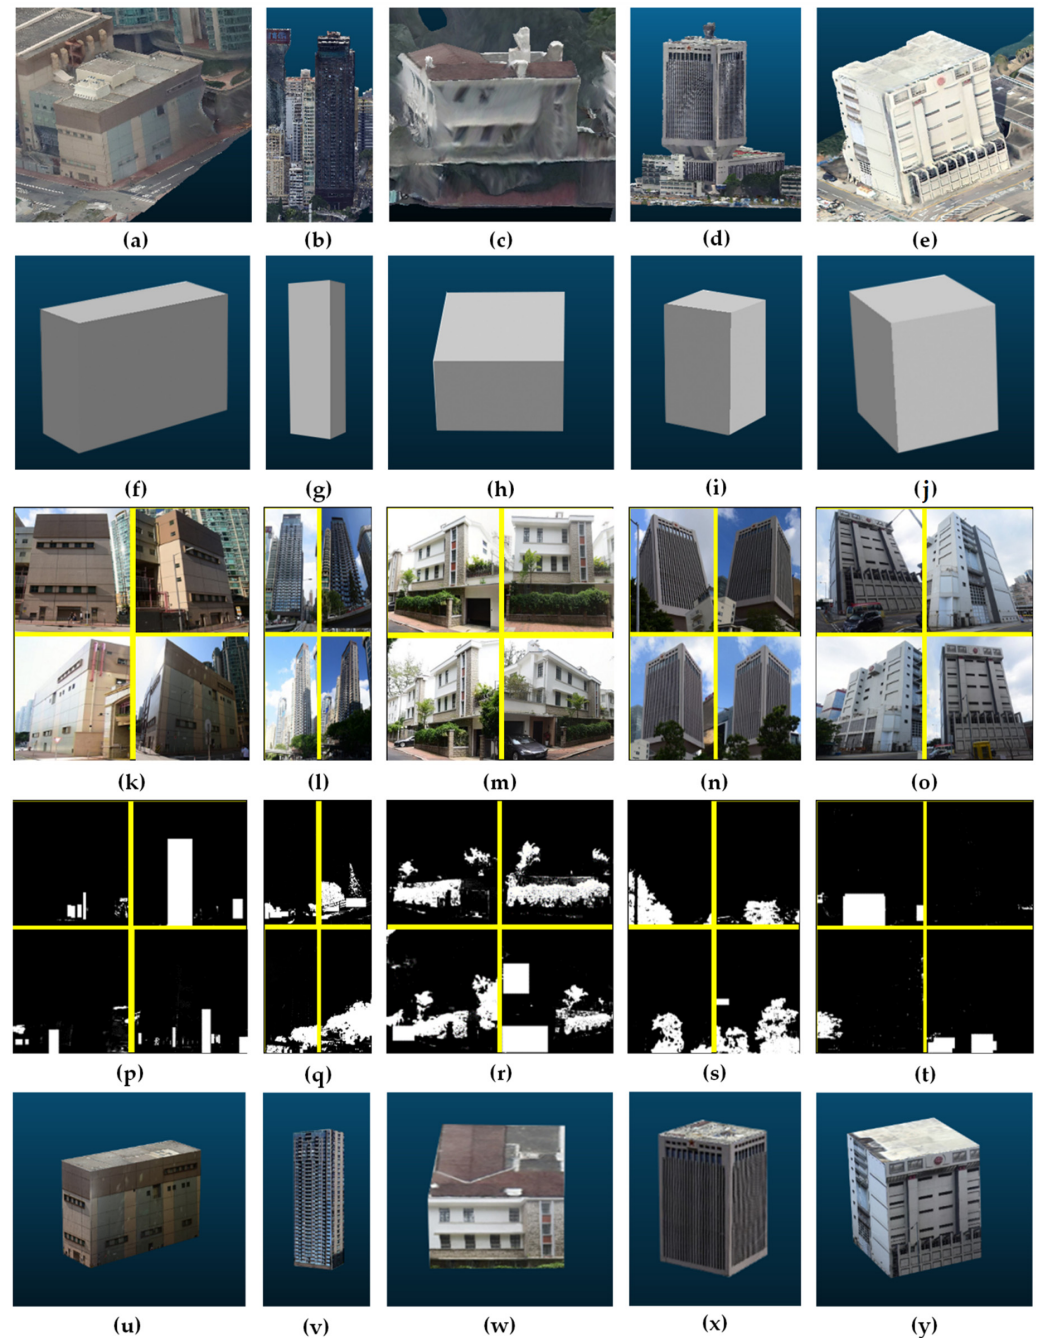 (a) (b) (c) (d) (e)
(f) (g) (h) (i) (j)
(k) (l) (m) (n) (o)
(p) (q) (r) (s) (t)
(u) (v) (w) (x) (y)